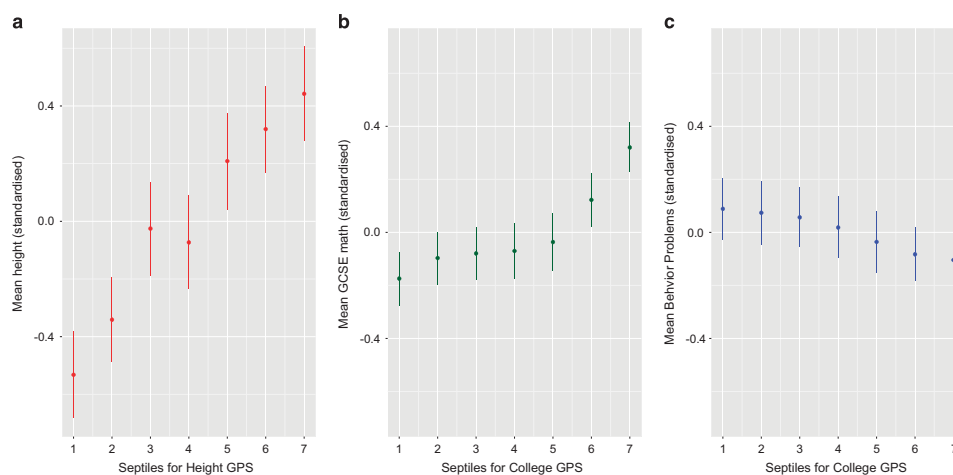 a
b
c
Mean height (standardised)
0.4
0.0
-0.4
1 2 3 4 5 6 7
Septiles for Height GPS
Mean GCSE math (standardised)
0.4
0.0
-0.4
1 2 3 4 5 6 7
Septiles for College GPS
Mean Behvior Problems (standardised)
0.4
0.0
-0.4
1 2 3 4 5 6 7
Septiles for College GPS